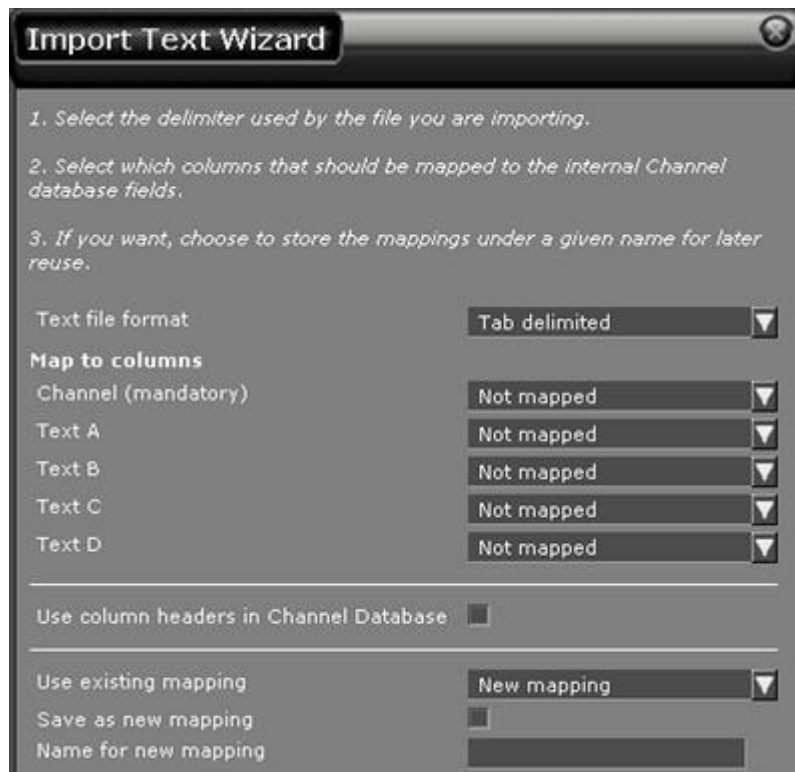 Import Text Wizard
1. Select the delimiter used by the file you are importing.
2. Select which columns that should be mapped to the internal Channel
database fields.
3. If you want, choose to store the mappings under a given name for later
reuse.
Text file format Tab delimited
Map to columns
Channel (mandatory) Not mapped
Text A Not mapped
Text B Not mapped
Text C Not mapped
Text D Not mapped
Use column headers in Channel Database
Use existing mapping New mapping
Save as new mapping
Name for new mapping